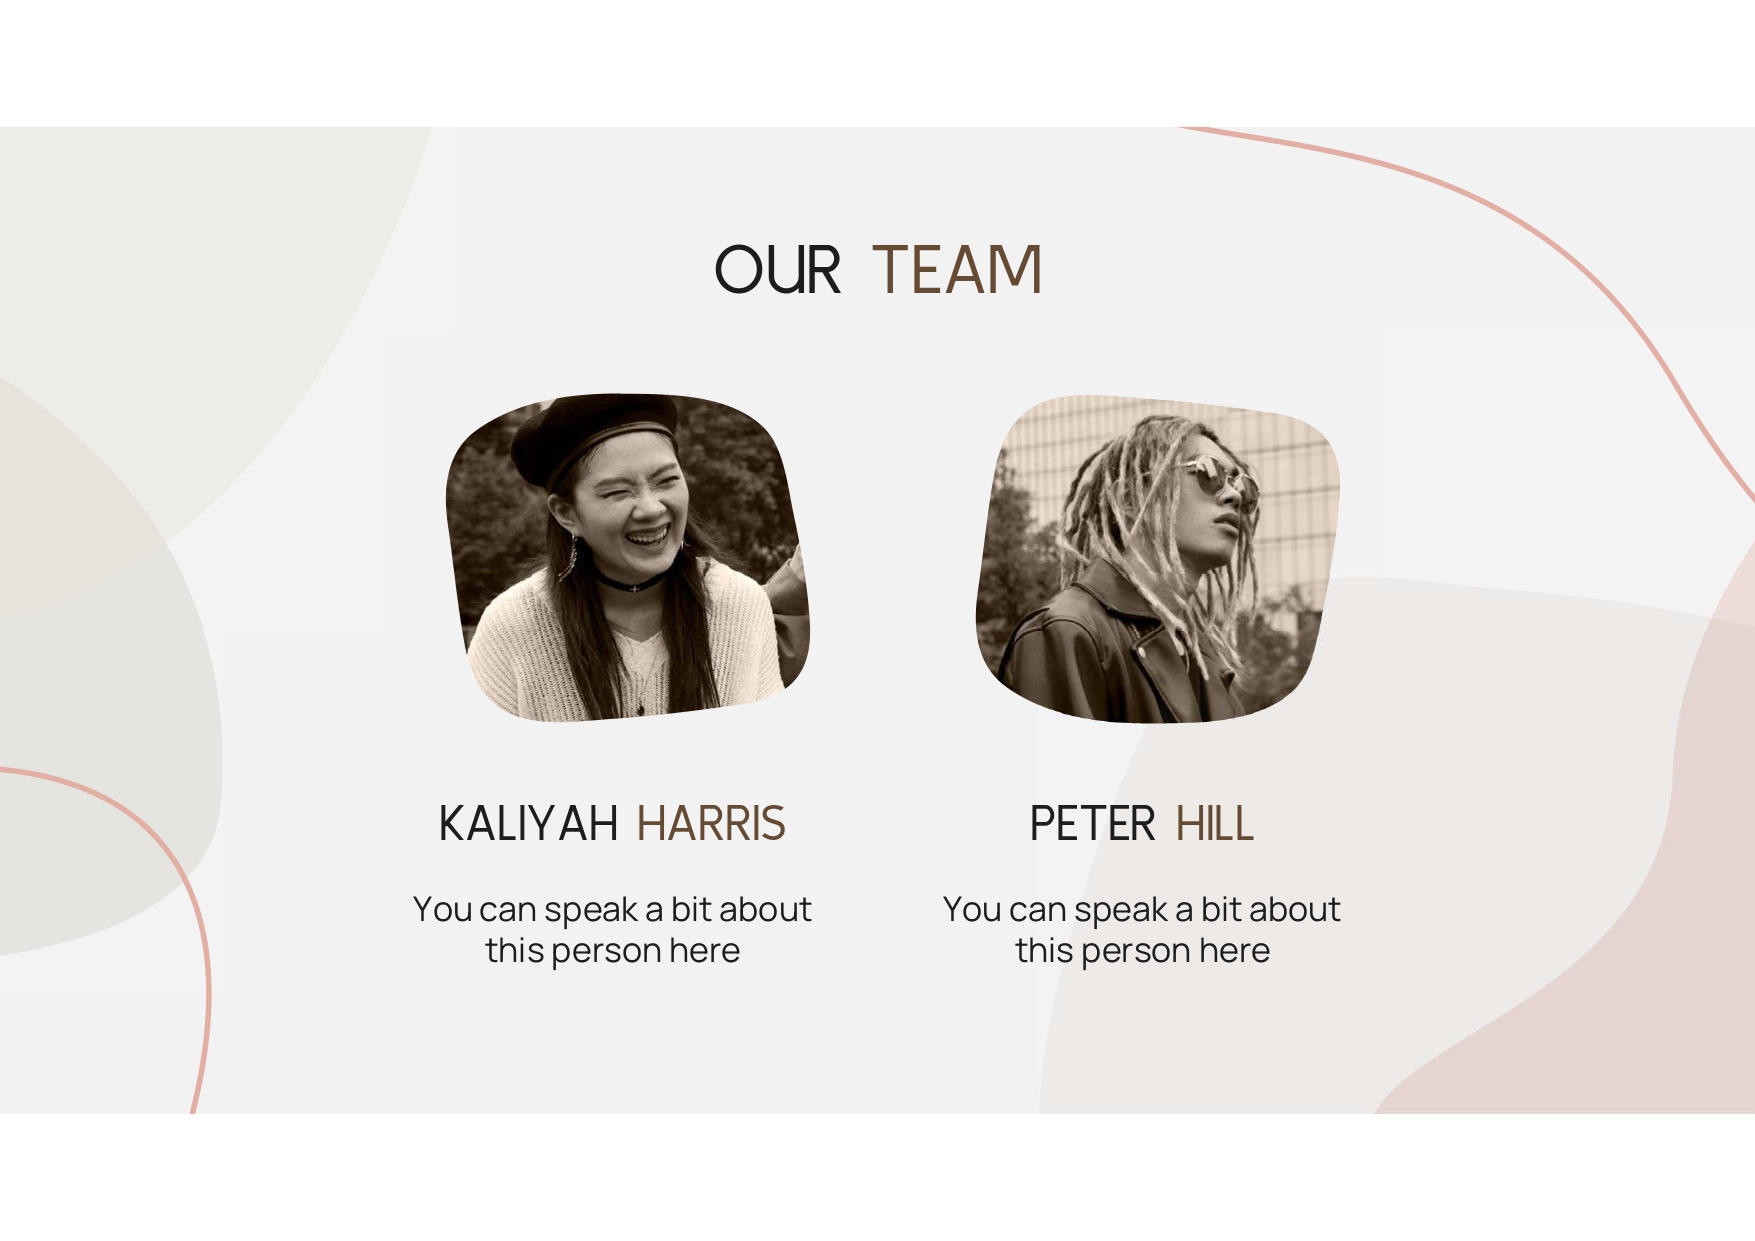 OUR TEAM
KALIYAH HARRIS
You can speak a bit about
this person here
PETER HILL
You can speak a bit about
this person here